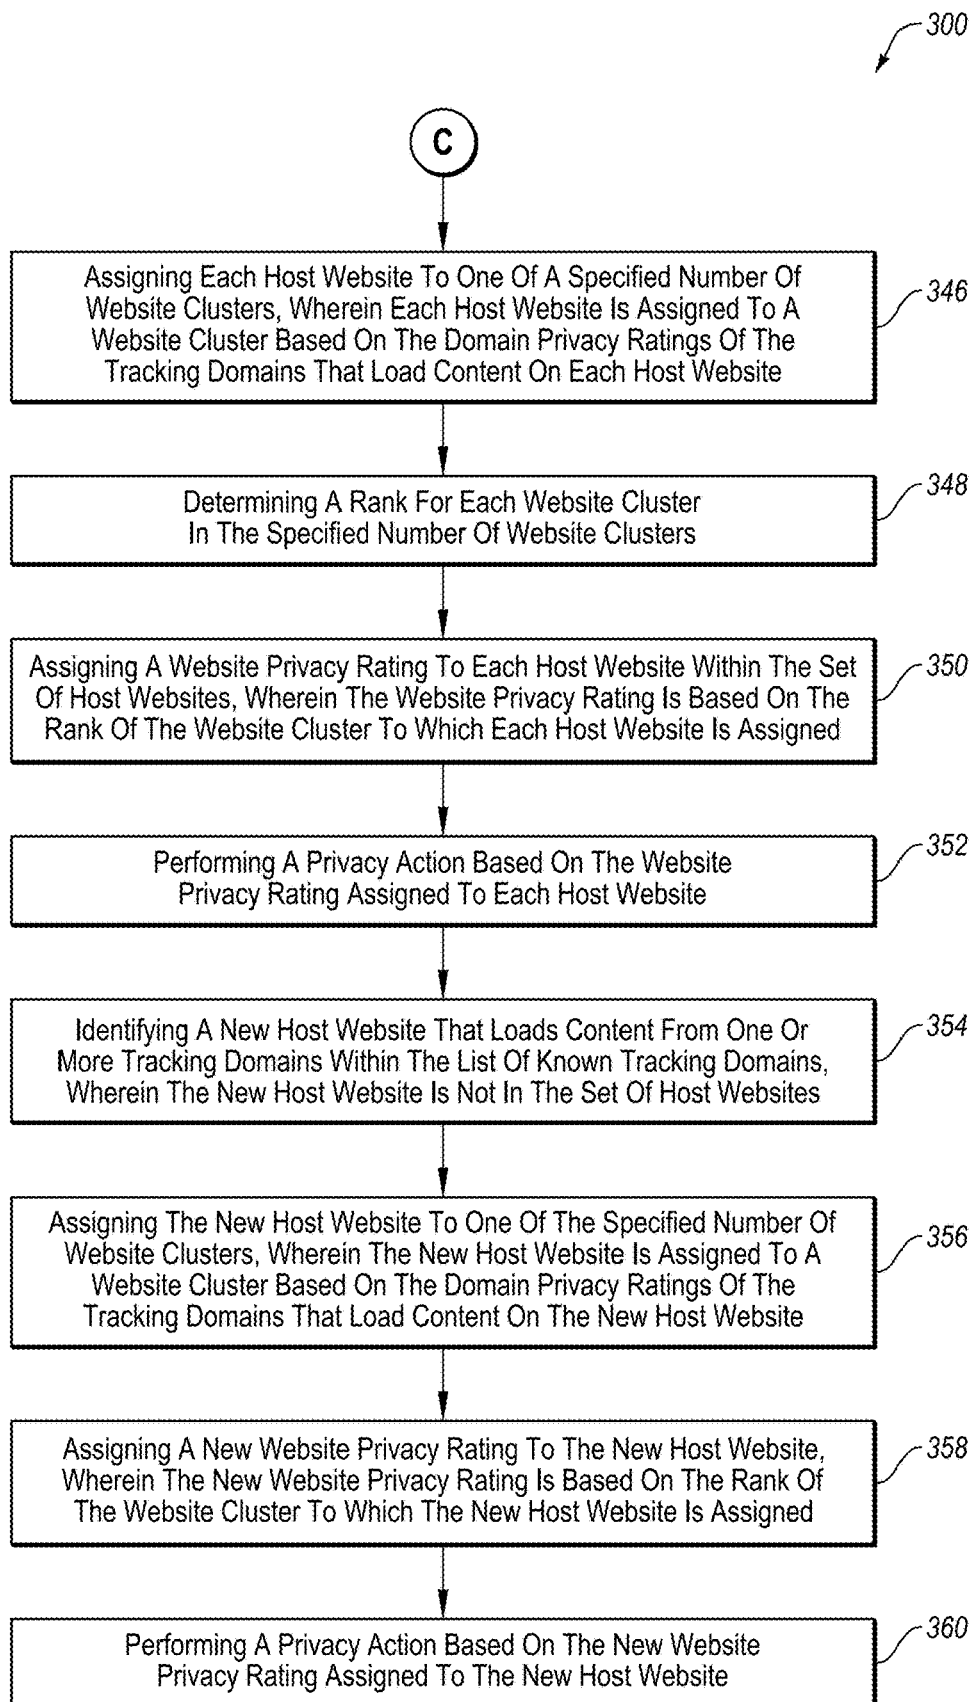 300
C
Assigning Each Host Website To One Of A Specified Number Of
Website Clusters, Wherein Each Host Website Is Assigned To A
Website Cluster Based On The Domain Privacy Ratings Of The
Tracking Domains That Load Content On Each Host Website
346
Determining A Rank For Each Website Cluster
In The Specified Number Of Website Clusters
348
Assigning A Website Privacy Rating To Each Host Website Within The Set
Of Host Websites, Wherein The Website Privacy Rating Is Based On The
Rank Of The Website Cluster To Which Each Host Website Is Assigned
350
Performing A Privacy Action Based On The Website
Privacy Rating Assigned To Each Host Website
352
Identifying A New Host Website That Loads Content From One Or
More Tracking Domains Within The List Of Known Tracking Domains,
Wherein The New Host Website Is Not In The Set Of Host Websites
354
Assigning The New Host Website To One Of The Specified Number Of
Website Clusters, Wherein The New Host Website Is Assigned To A
Website Cluster Based On The Domain Privacy Ratings Of The
Tracking Domains That Load Content On The New Host Website
356
Assigning A New Website Privacy Rating To The New Host Website,
Wherein The New Website Privacy Rating Is Based On The Rank Of
The Website Cluster To Which The New Host Website Is Assigned
358
Performing A Privacy Action Based On The New Website
Privacy Rating Assigned To The New Host Website
360